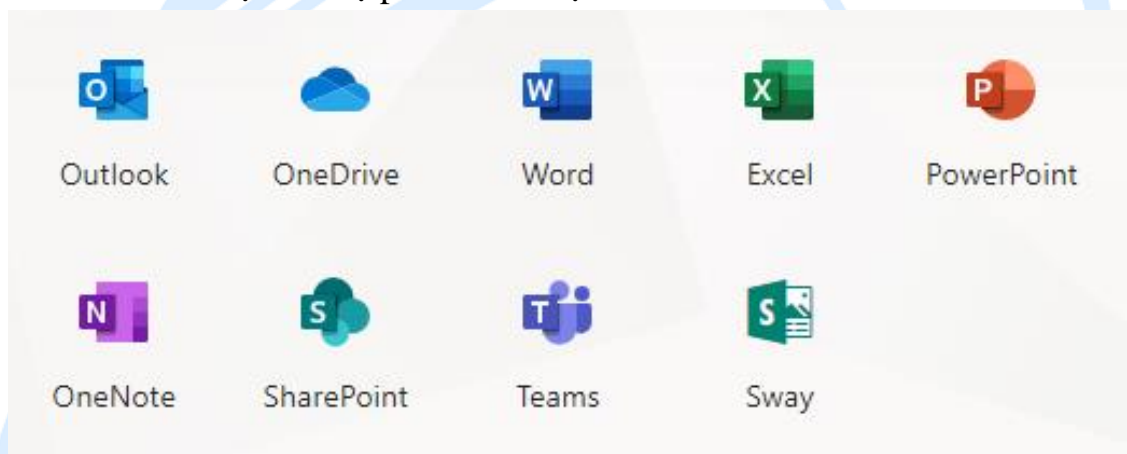 O W X P
Outlook OneDrive Word Excel PowerPoint
N S T S
OneNote SharePoint Teams Sway